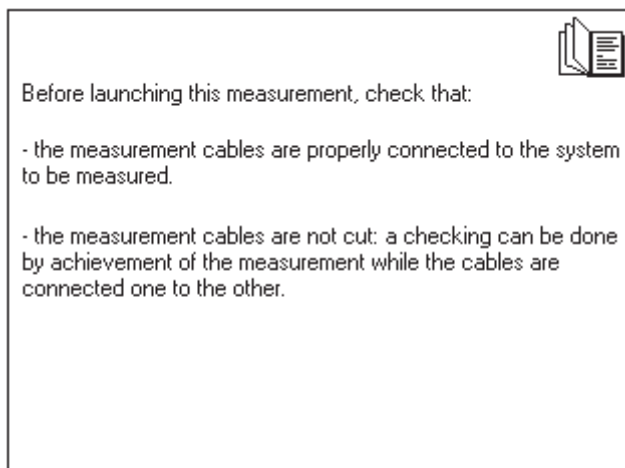 Before launching this measurement, check that:
- the measurement cables are properly connected to the system
to be measured.
- the measurement cables are not cut: a checking can be done
by achievement of the measurement while the cables are
connected one to the other.